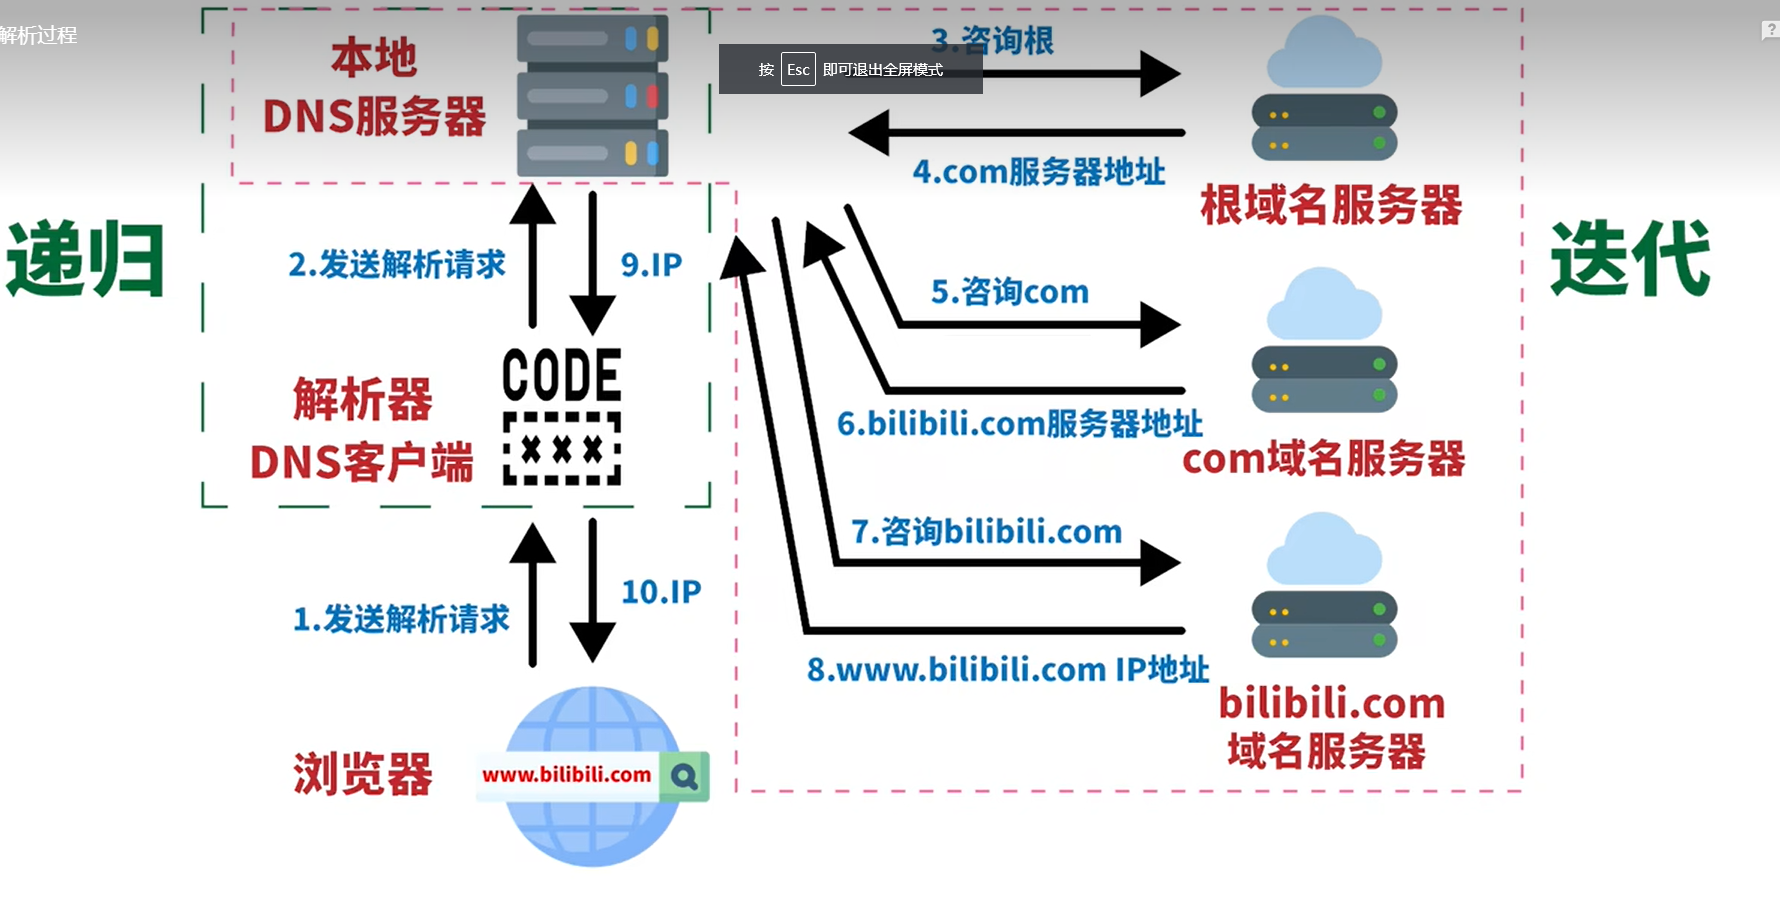 解析过程
本地
DNS服务器
3.咨询根
按 Esc 即可退出全屏模式
4.com服务器地址
根域名服务器
递归
迭代
2.发送解析请求
9.IP
5.咨询com
CODE
解析器
DNS客户端
6.bilibili.com服务器地址
com域名服务器
7.咨询bilibili.com
10.IP
1.发送解析请求
8.www.bilibili.com IP地址
bilibili.com
域名服务器
浏览器
www.bilibili.com